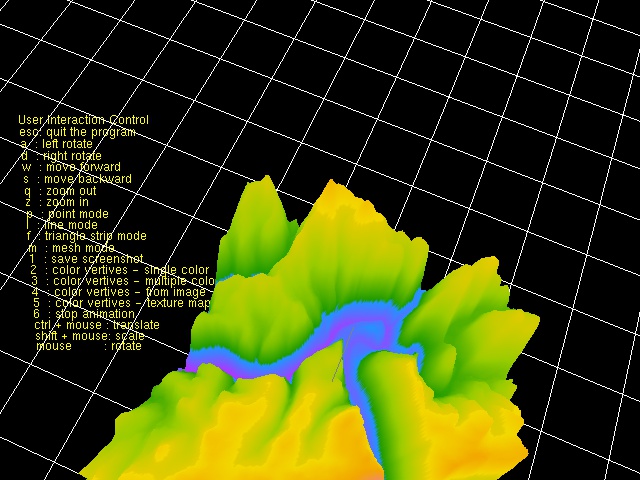 User Interaction Control
esc: quit the program
a : left rotate
d : right rotate
w : move forward
s : move backward
q : zoom out
z : zoom in
p : point mode
l : line mode
f : triangle strip mode
m : mesh mode
1 : save screenshot
2 : color vertives - single color
3 : color vertives - multiple colo
4 : color vertives - from image
5 : color vertives - texture map
6 : stop animation
ctrl + mouse : translate
shift + mouse: scale
mouse : rotate